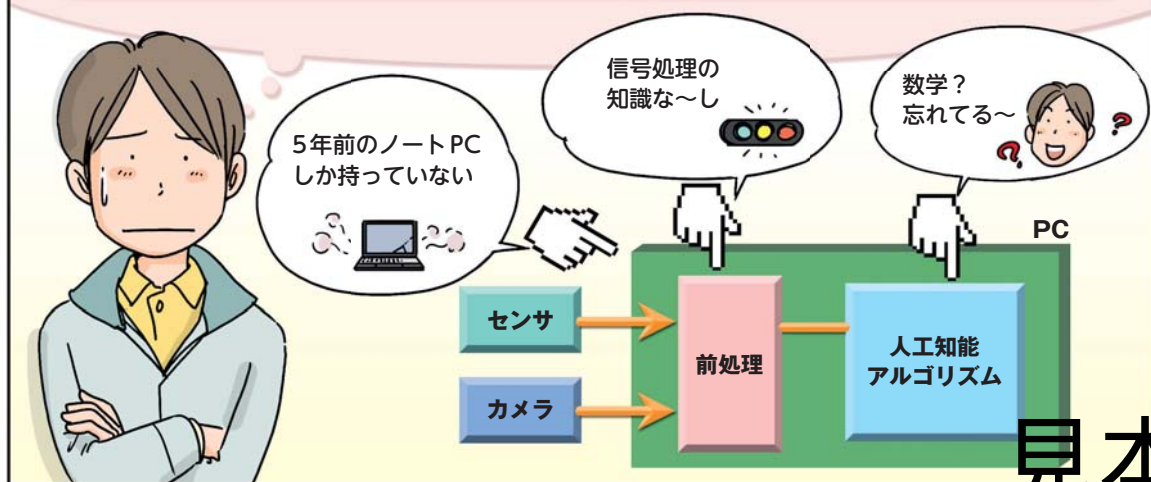 5年前のノートPC
しか持っていない
信号処理の
知識な～し
数学？
忘れてる～
PC
センサ
カメラ
前処理
人工知能
アルゴリズム
見本